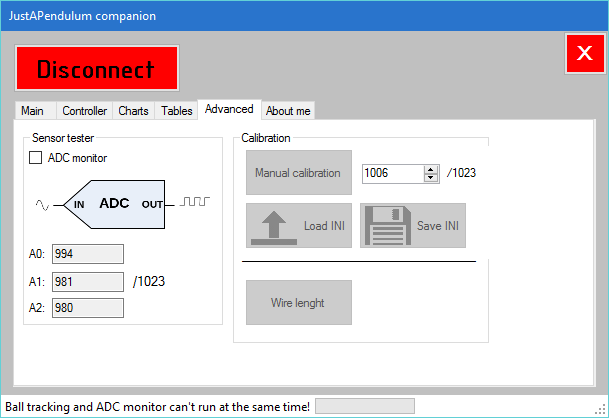 JustAPendulum companion
Disconnect
X
Main Controller Charts Tables Advanced About me
Sensor tester
ADC monitor
IN ADC OUT
A0: 994
A1: 981 /1023
A2: 980
Calibration
Manual calibration 1006 /1023
Load INI Save INI
Wire lenght
Ball tracking and ADC monitor can't run at the same time!